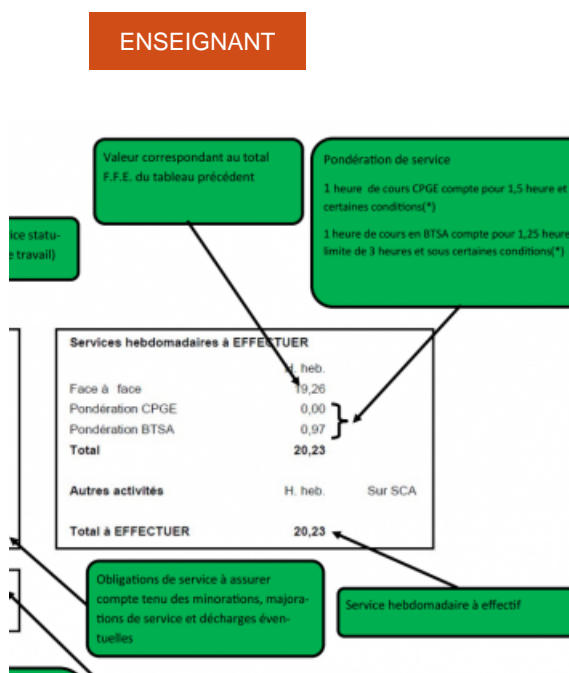 ENSEIGNANT
Valeur correspondant au total
F.F.E. du tableau précédent
Pondération de service
1 heure de cours CPGE compte pour 1,5 heure et
certaines conditions(*)
1 heure de cours en BTSA compte pour 1,25 heure
limite de 3 heures et sous certaines conditions(*)
ice statu-
e travail)
Services hebdomadaires à EFFECTUER
H. heb.
Face à face 19,26
Pondération CPGE 0,00
Pondération BTSA 0,97
Total 20,23
Autres activités H. heb. Sur SCA
Total à EFFECTUER 20,23
Obligations de service à assurer
compte tenu des minorations, majora-
tions de service et décharges éven-
tuelles
Service hebdomadaire à effectif